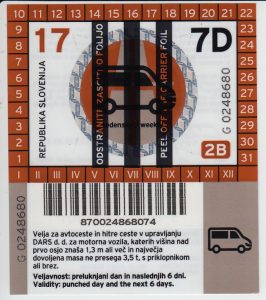 10 11 12 13 14 15 16 17 18 19 20 21 22
9 23
8 24
7 25
6 26
5 27
4 28
3 29
2 30
1 31
17 7D
REPUBLIKA SLOVENIJA
ODSTRANITE ZAŠČITNO FOLIJO
PEEL OFF THE CARRIER FOIL
G 0248680
2B
I II III IV V VI VII VIII IX X XI XII
G 0248680
870024868074
Velja za avtoceste in hitre ceste v upravljanju
DARS d. d. za motorna vozila, katerih višina nad
prvo osjo znaša 1,3 m ali več in največja
dovoljena masa ne presega 3,5 t, s priklopnikom
ali brez.
Veljavnost: preluknjani dan in naslednjih 6 dni.
Validity: punched day and the next 6 days.